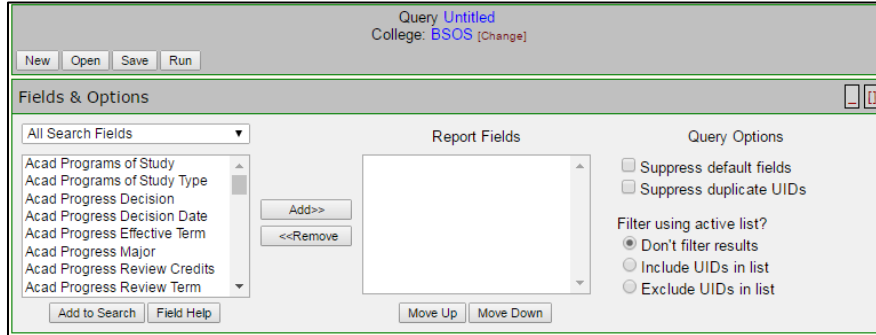 Query Untitled
College: BSOS [Change]
New Open Save Run
Fields & Options _ []
All Search Fields
Acad Programs of Study
Acad Programs of Study Type
Acad Progress Decision
Acad Progress Decision Date
Acad Progress Effective Term
Acad Progress Major
Acad Progress Review Credits
Acad Progress Review Term
Add to Search Field Help
Add>>
<<Remove
Report Fields
Move Up Move Down
Query Options
Suppress default fields
Suppress duplicate UIDs
Filter using active list?
Don't filter results
Include UIDs in list
Exclude UIDs in list